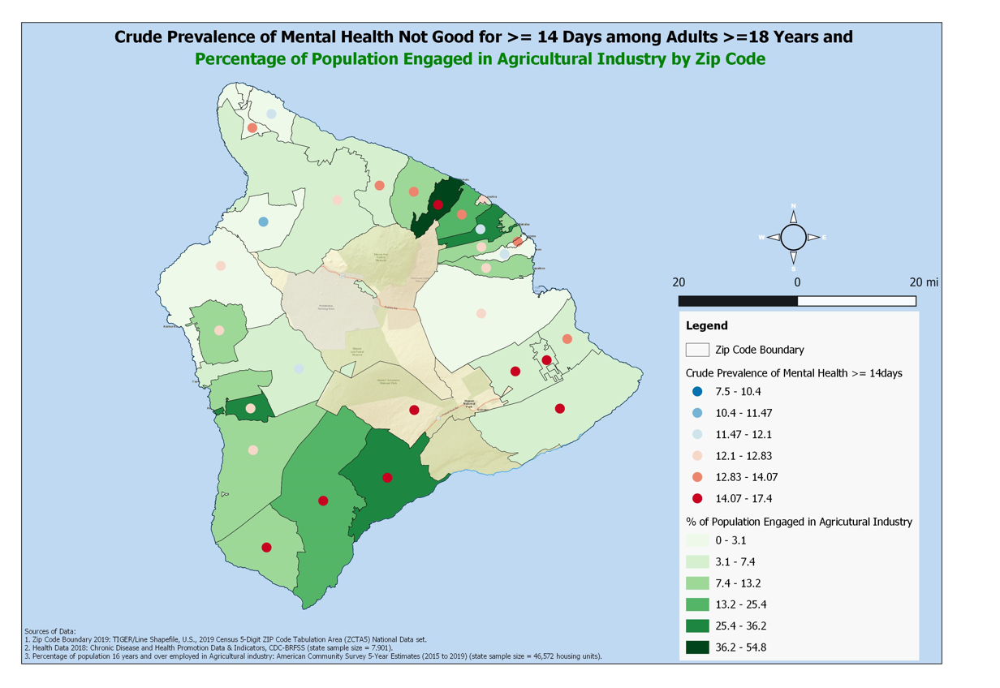 Crude Prevalence of Mental Health Not Good for >= 14 Days among Adults >=18 Years and
Percentage of Population Engaged in Agricultural Industry by Zip Code
N
W
E
S
20
0
20 mi
Legend
Zip Code Boundary
Crude Prevalence of Mental Health >= 14days
7.5 - 10.4
10.4 - 11.47
11.47 - 12.1
12.1 - 12.83
12.83 - 14.07
14.07 - 17.4
% of Population Engaged in Agricutural Industry
0 - 3.1
3.1 - 7.4
7.4 - 13.2
13.2 - 25.4
25.4 - 36.2
36.2 - 54.8
Sources of Data:
1. Zip Code Boundary 2019: TIGER/Line Shapefile, U.S., 2019 Census 5-Digit ZIP Code Tabulation Area (ZCTA5) National Data set.
2. Health Data 2018: Chronic Disease and Health Promotion Data & Indicators, CDC-BRFSS (state sample size = 7.901).
3. Percentage of population 16 years and over employed in Agricultural industry: American Community Survey 5-Year Estimates (2015 to 2019) (state sample size = 46,572 housing units).